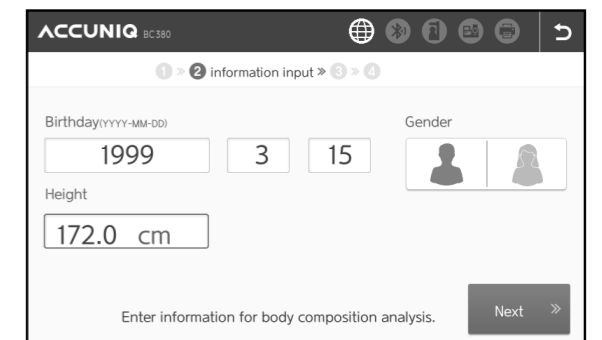 ACCUNIQ BC380
1 » 2 information input » 3 » 4
Birthday(YYYY-MM-DD)
Gender
1999 3 15
Height
172.0 cm
Enter information for body composition analysis.
Next »